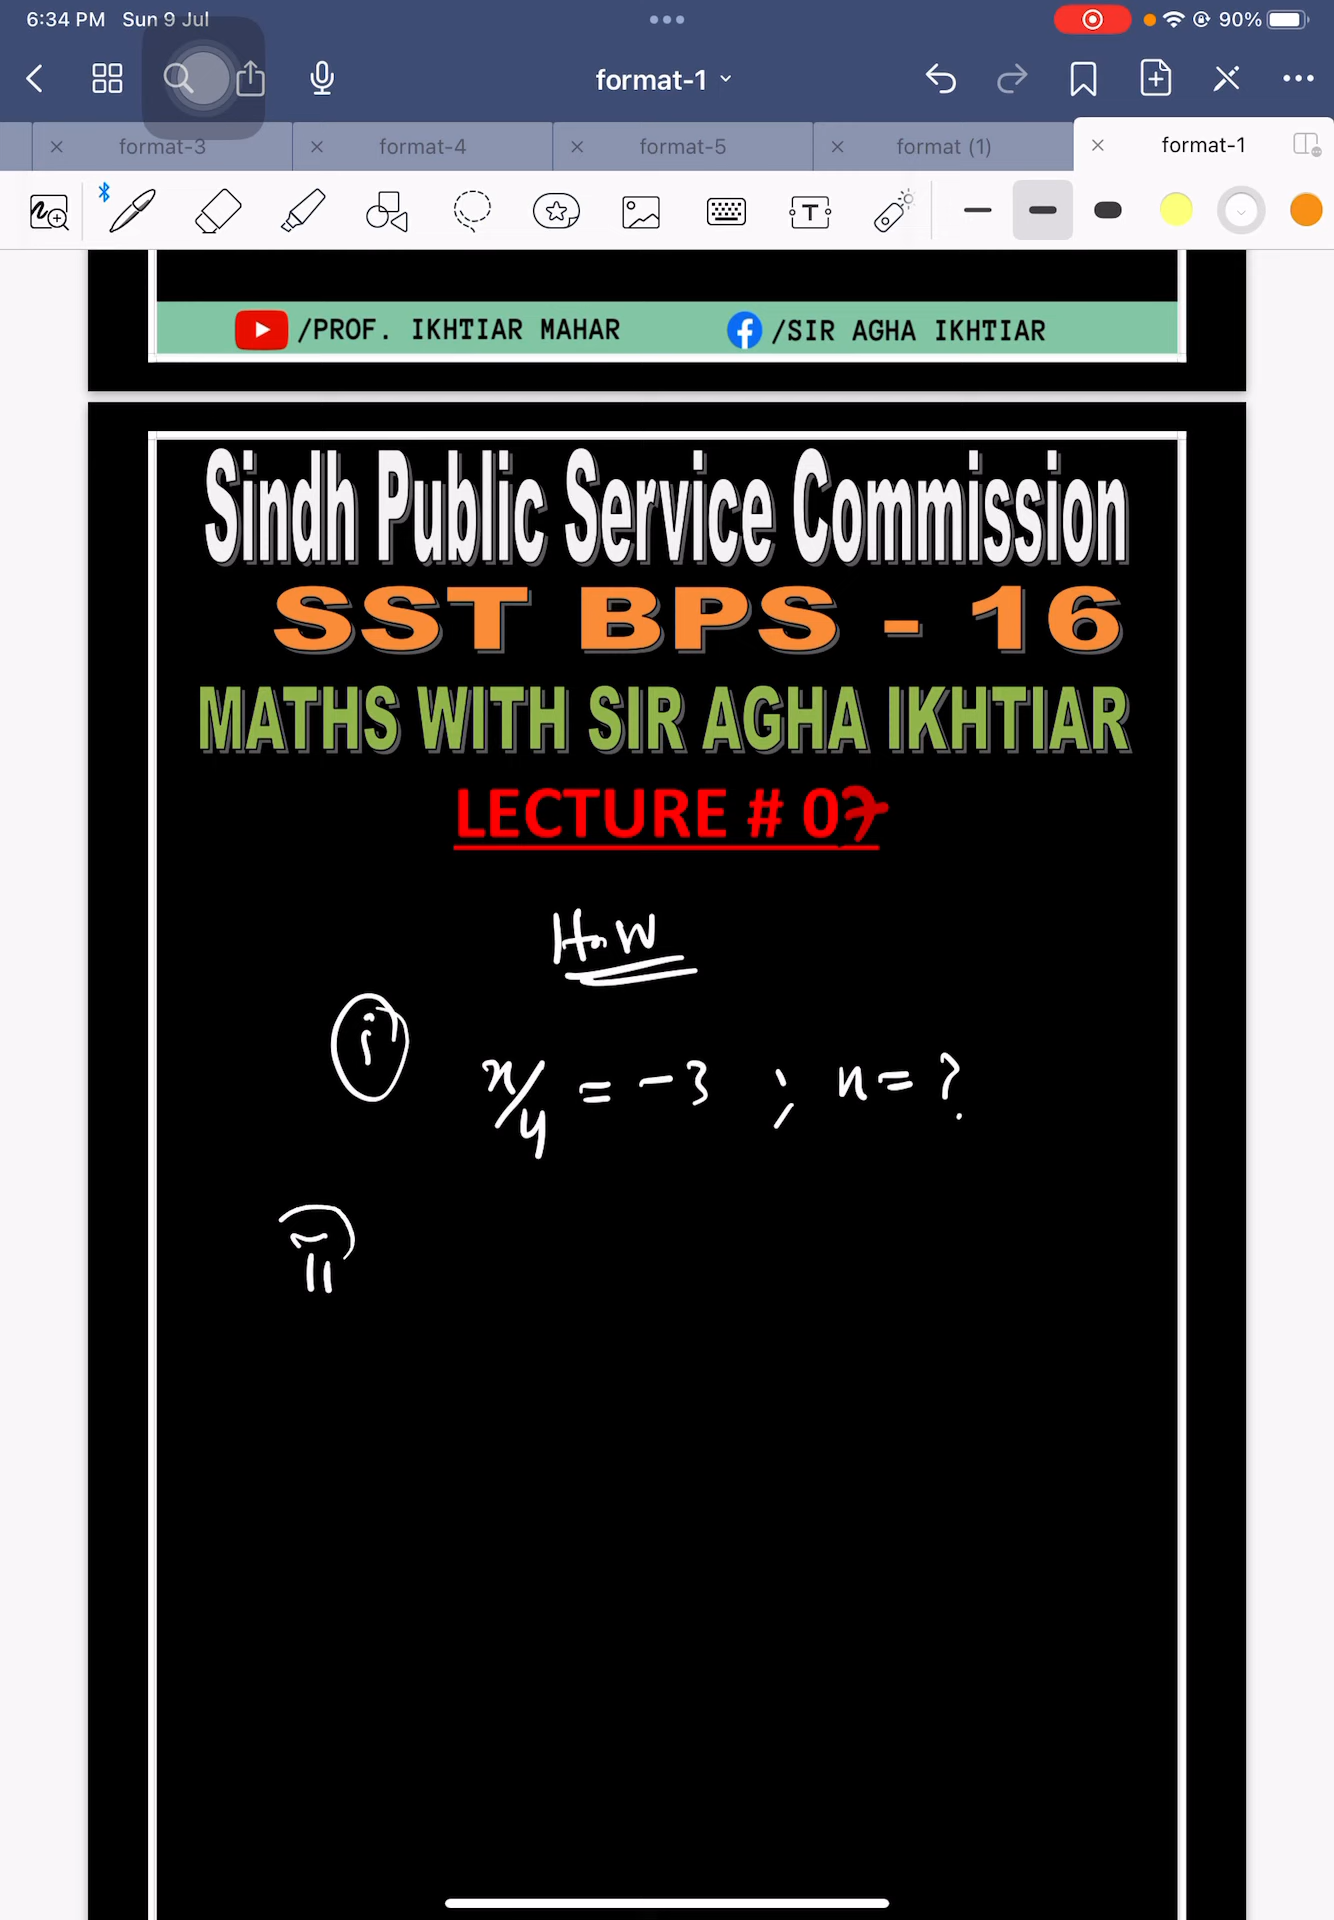 6:34 PM Sun 9 Jul 90%
format-1
format-3 format-4 format-5 format (1) format-1
T
/PROF. IKHTIAR MAHAR /SIR AGHA IKHTIAR
Sindh Public Service Commission
SST BPS - 16
MATHS WITH SIR AGHA IKHTIAR
LECTURE # 07
H.W
i
x/4 = -3 ; x = ?
ii